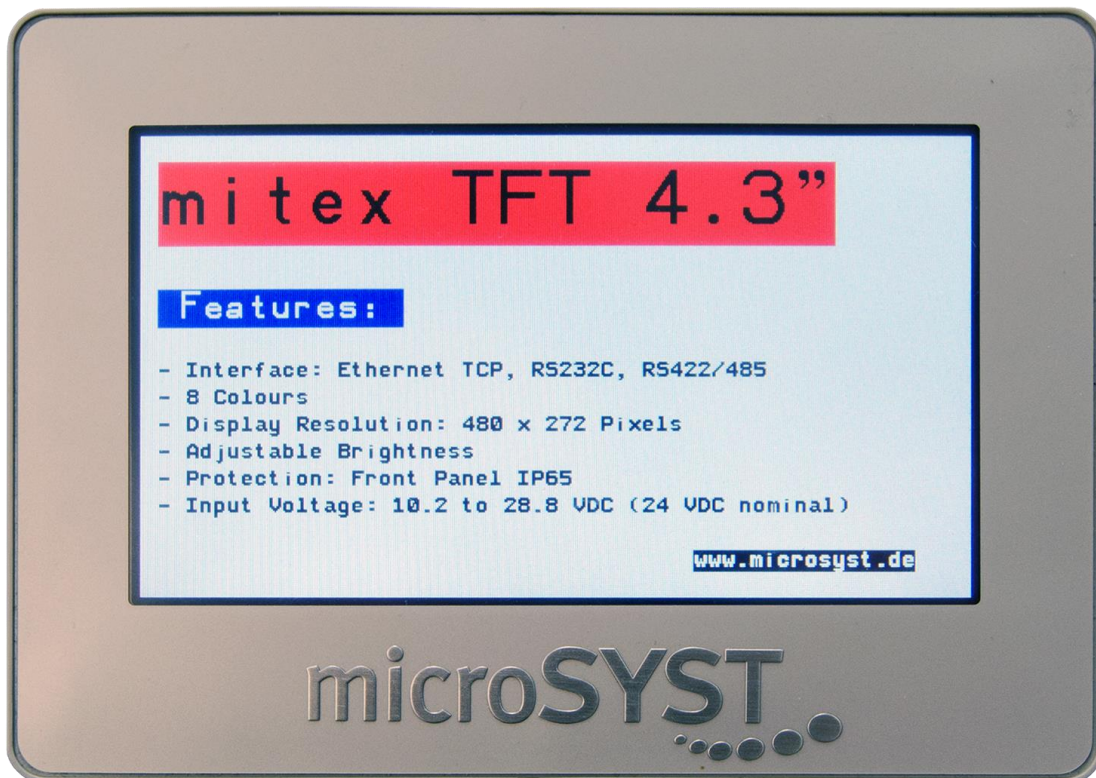 mitex TFT 4.3”
Features:
- Interface: Ethernet TCP, RS232C, RS422/485
- 8 Colours
- Display Resolution: 480 x 272 Pixels
- Adjustable Brightness
- Protection: Front Panel IP65
- Input Voltage: 10.2 to 28.8 VDC (24 VDC nominal)
www.microsyst.de
microSYST